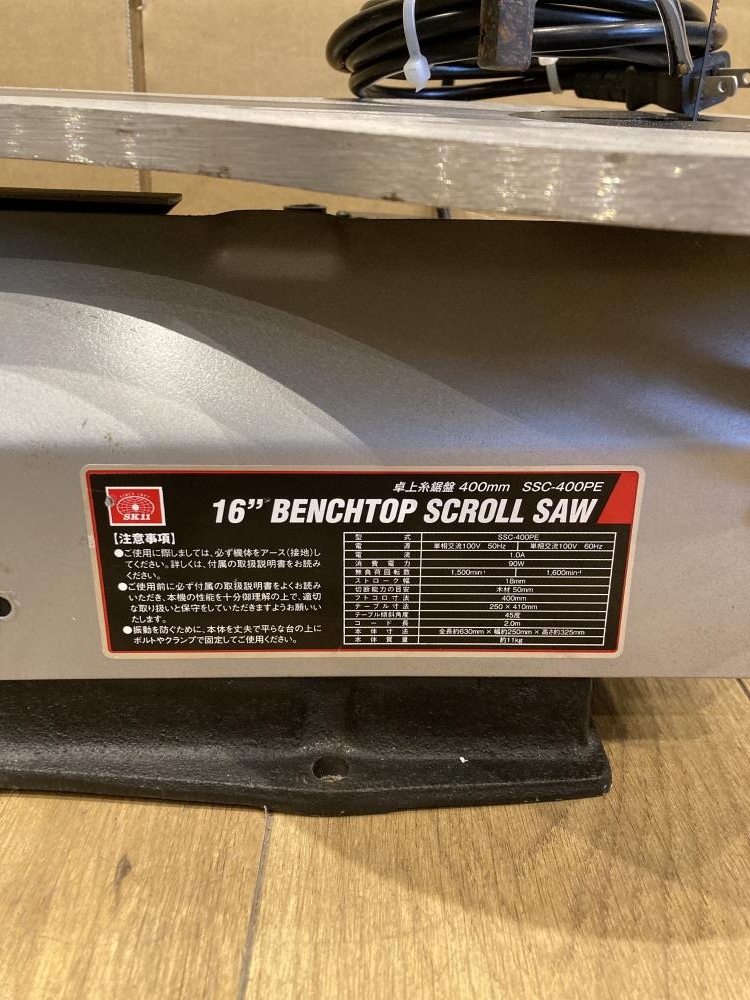 SINCE 1967
SK11
卓上糸鋸盤 400mm SSC-400PE
16” BENCHTOP SCROLL SAW
【注意事項】
●ご使用に際しましては、必ず機体をアース(接地)し
てください。詳しくは、付属の取扱説明書をお読み
ください。
●ご使用前に必ず付属の取扱説明書をよくお読み
いただき、本機の性能を十分御理解の上で、適切
な取り扱いと保守をしていただきますようお願いい
たします。
●振動を防ぐために、本体を丈夫で平らな台の上に
ボルトやクランプで固定してご使用ください。
型式 SSC-400PE
電源 単相交流100V 50Hz 単相交流100V 60Hz
電流 1.0A
消費電力 90W
無負荷回転数 1,500min⁻¹ 1,600min⁻¹
ストローク幅 18mm
切断能力の目安 木材 50mm
フトコロ寸法 400mm
テーブル寸法 250×410mm
テーブル傾斜角度 45度
コード長 2.0m
本体寸法 全長約630mm×幅約250mm×高さ約325mm
本体質量 約11kg